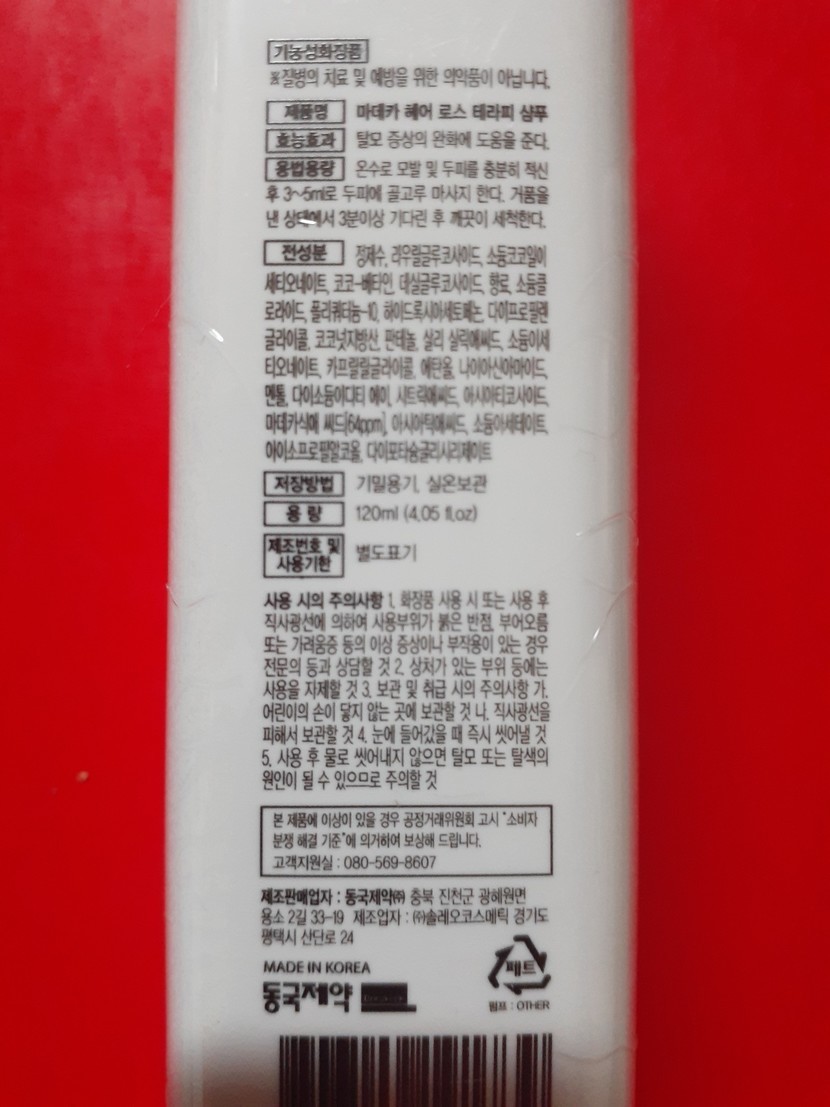 기능성화장품
※질병의 치료 및 예방을 위한 의약품이 아닙니다.
제품명 마데카 헤어 로스 테라피 샴푸
효능효과 탈모 증상의 완화에 도움을 준다.
용법용량 온수로 모발 및 두피를 충분히 적신
후 3~5ml로 두피에 골고루 마사지 한다. 거품을
낸 상태에서 3분이상 기다린 후 깨끗이 세척한다.
전성분 정제수, 라우릴글루코사이드, 소듐코코일이
세티오네이트, 코코-베타인, 데실글루코사이드, 향료, 소듐클
로라이드, 폴리쿼터늄-10, 하이드록시아세토페논, 다이프로필렌
글라이콜, 코코넛지방산, 판테놀, 살리 실릭애씨드, 소듐이세
티오네이트, 카프릴릴글라이콜, 에탄올, 나이아신아마이드,
멘톨, 다이소듐이디티 에이, 시트릭애씨드, 아시아티코사이드,
마데카식애 씨드[64ppm], 아시아틱애씨드, 소듐아세테이트,
아이소프로필알코올, 다이포타슘글리시리제이트
저장방법 기밀용기, 실온보관
용 량 120ml (4.05 fl.oz)
제조번호 및
사용기한 별도표기
사용 시의 주의사항 1. 화장품 사용 시 또는 사용 후
직사광선에 의하여 사용부위가 붉은 반점, 부어오름
또는 가려움증 등의 이상 증상이나 부작용이 있는 경우
전문의 등과 상담할 것 2. 상처가 있는 부위 등에는
사용을 자제할 것 3. 보관 및 취급 시의 주의사항 가.
어린이의 손이 닿지 않는 곳에 보관할 것 나. 직사광선을
피해서 보관할 것 4. 눈에 들어갔을 때 즉시 씻어낼 것
5. 사용 후 물로 씻어내지 않으면 탈모 또는 탈색의
원인이 될 수 있으므로 주의할 것
본 제품에 이상이 있을 경우 공정거래위원회 고시 "소비자
분쟁 해결 기준"에 의거하여 보상해 드립니다.
고객지원실 : 080-569-8607
제조판매업자 : 동국제약㈜ 충북 진천군 광혜원면
용소 2길 33-19 제조업자 : ㈜솔레오코스메틱 경기도
평택시 산단로 24
MADE IN KOREA
동국제약
페트
펌프 : OTHER